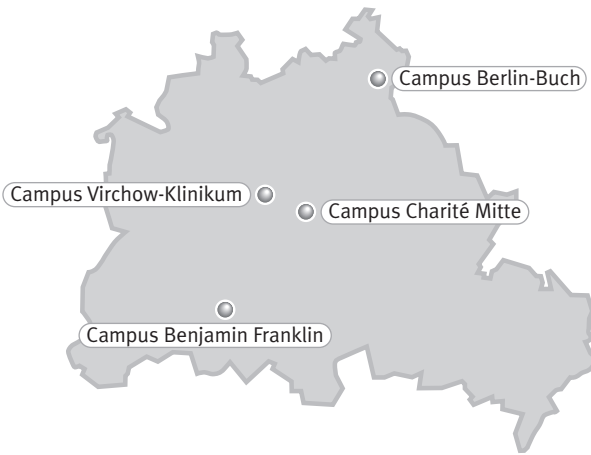 Campus Berlin-Buch
Campus Virchow-Klinikum
Campus Charité Mitte
Campus Benjamin Franklin